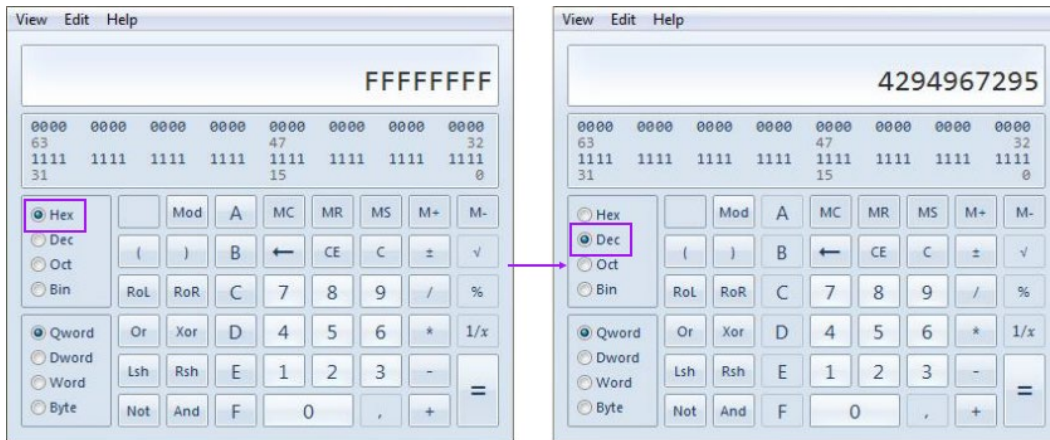 View Edit Help
FFFFFFFF
0000 0000 0000 0000 0000 0000 0000 0000
63 47 32
1111 1111 1111 1111 1111 1111 1111 1111
31 15 0
Hex
Dec
Oct
Bin
Qword
Dword
Word
Byte
Mod A MC MR MS M+ M-
( ) B ← CE C ± √
RoL RoR C 7 8 9 / %
Or Xor D 4 5 6 * 1/x
Lsh Rsh E 1 2 3 - =
Not And F 0 , +
View Edit Help
4294967295
0000 0000 0000 0000 0000 0000 0000 0000
63 47 32
1111 1111 1111 1111 1111 1111 1111 1111
31 15 0
Hex
Dec
Oct
Bin
Qword
Dword
Word
Byte
Mod A MC MR MS M+ M-
( ) B ← CE C ± √
RoL RoR C 7 8 9 / %
Or Xor D 4 5 6 * 1/x
Lsh Rsh E 1 2 3 - =
Not And F 0 , +